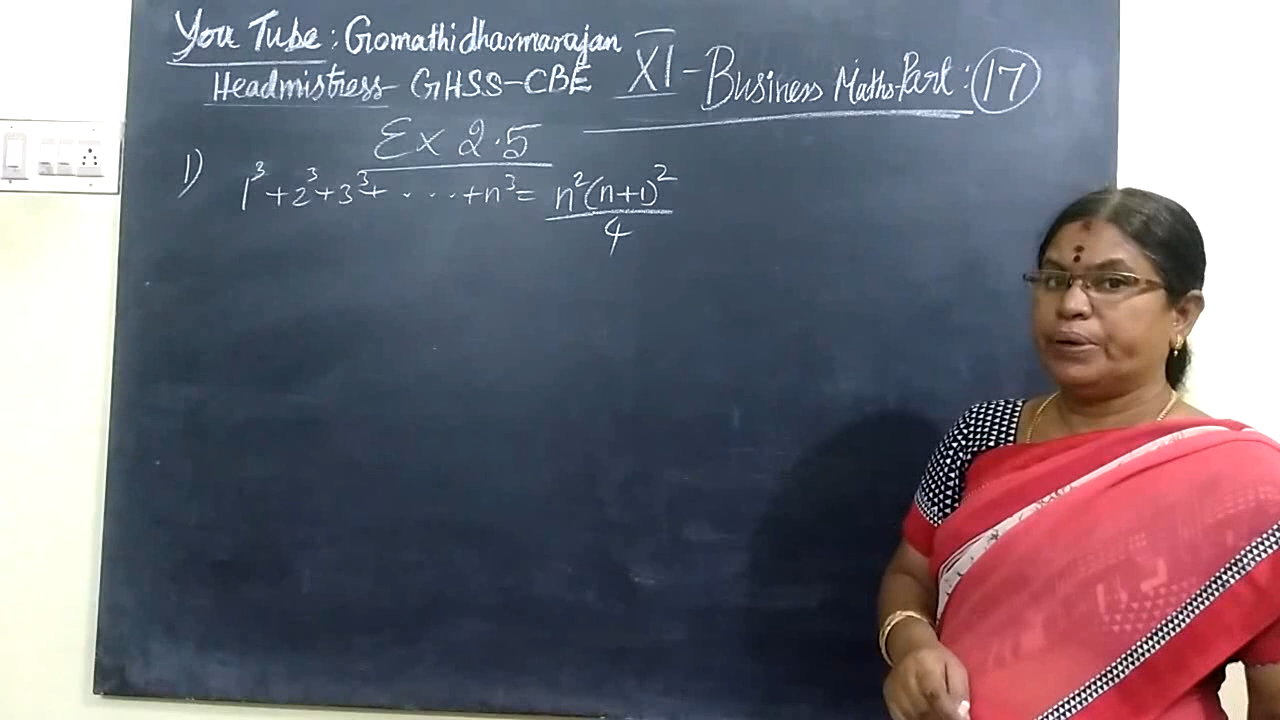 You Tube : Gomathidharmarajan
Headmistress - GHSS-CBE XI - Business Maths-Part : 17
Ex 2.5
1) 1³ + 2³ + 3³ + ..... + n³ = n²(n+1)²
4